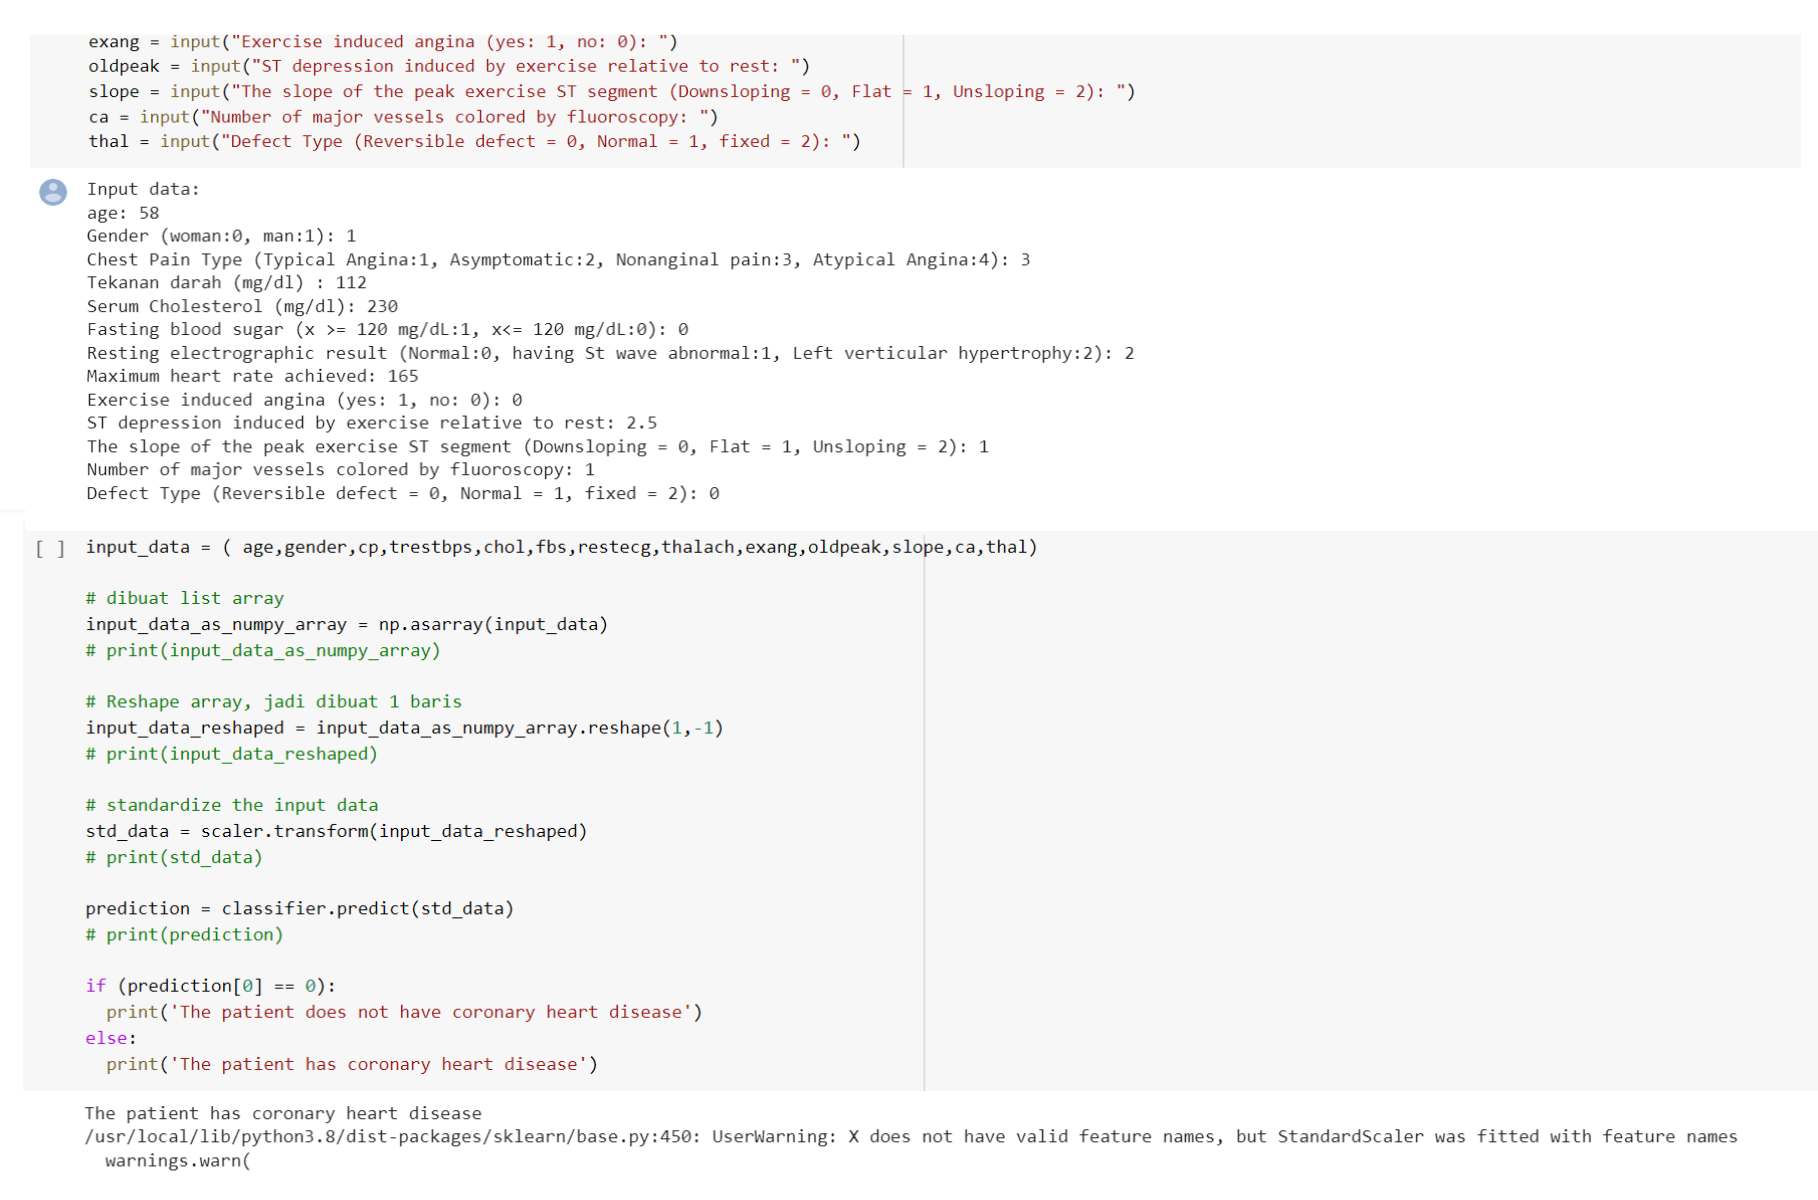 exang = input("Exercise induced angina (yes: 1, no: 0): ")
oldpeak = input("ST depression induced by exercise relative to rest: ")
slope = input("The slope of the peak exercise ST segment (Downsloping = 0, Flat = 1, Unsloping = 2): ")
ca = input("Number of major vessels colored by fluoroscopy: ")
thal = input("Defect Type (Reversible defect = 0, Normal = 1, fixed = 2): ")
Input data:
age: 58
Gender (woman:0, man:1): 1
Chest Pain Type (Typical Angina:1, Asymptomatic:2, Nonanginal pain:3, Atypical Angina:4): 3
Tekanan darah (mg/dl) : 112
Serum Cholesterol (mg/dl): 230
Fasting blood sugar (x >= 120 mg/dL:1, x<= 120 mg/dL:0): 0
Resting electrographic result (Normal:0, having St wave abnormal:1, Left verticular hypertrophy:2): 2
Maximum heart rate achieved: 165
Exercise induced angina (yes: 1, no: 0): 0
ST depression induced by exercise relative to rest: 2.5
The slope of the peak exercise ST segment (Downsloping = 0, Flat = 1, Unsloping = 2): 1
Number of major vessels colored by fluoroscopy: 1
Defect Type (Reversible defect = 0, Normal = 1, fixed = 2): 0
[ ] input_data = ( age,gender,cp,trestbps,chol,fbs,restecg,thalach,exang,oldpeak,slope,ca,thal)
# dibuat list array
input_data_as_numpy_array = np.asarray(input_data)
# print(input_data_as_numpy_array)
# Reshape array, jadi dibuat 1 baris
input_data_reshaped = input_data_as_numpy_array.reshape(1,-1)
# print(input_data_reshaped)
# standardize the input data
std_data = scaler.transform(input_data_reshaped)
# print(std_data)
prediction = classifier.predict(std_data)
# print(prediction)
if (prediction[0] == 0):
print('The patient does not have coronary heart disease')
else:
print('The patient has coronary heart disease')
The patient has coronary heart disease
/usr/local/lib/python3.8/dist-packages/sklearn/base.py:450: UserWarning: X does not have valid feature names, but StandardScaler was fitted with feature names
warnings.warn(